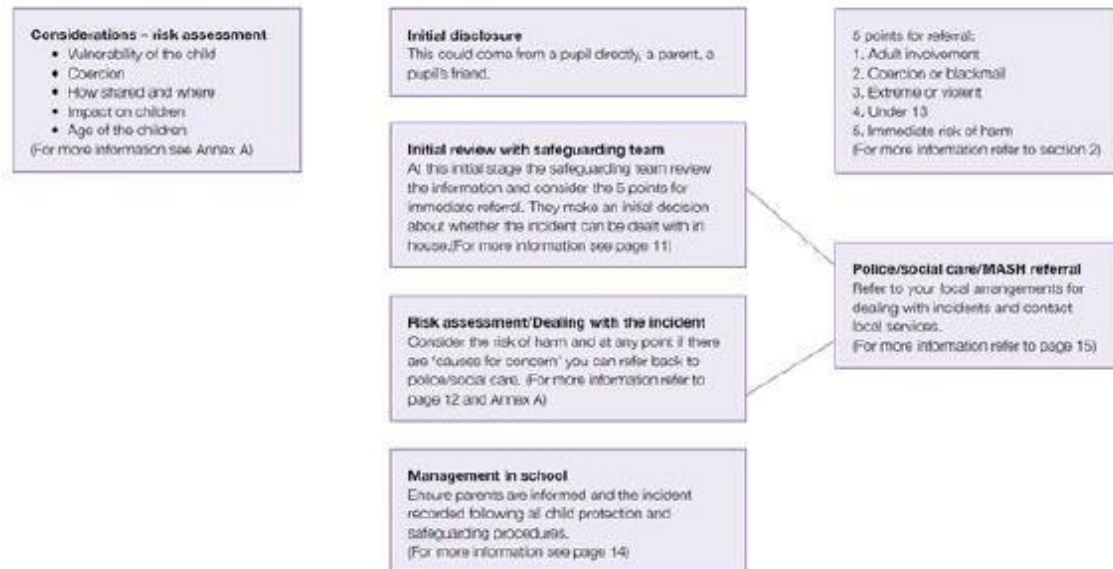 Considerations – risk assessment
• Vulnerability of the child
• Coercion
• How shared and where
• Impact on children
• Age of the children
(For more information see Annex A)
Initial disclosure
This could come from a pupil directly, a parent, a
pupil's friend.
Initial review with safeguarding team
At this initial stage the safeguarding team review
the information and consider the 5 points for
immediate referral. They make an initial decision
about whether the incident can be dealt with in
house.(For more information see page 11)
Risk assessment/Dealing with the incident
Consider the risk of harm and at any point if there
are 'causes for concern' you can refer back to
police/social care. (For more information refer to
page 12 and Annex A)
Management in school
Ensure parents are informed and the incident
recorded following all child protection and
safeguarding procedures.
(For more information see page 14)
5 points for referral:
1. Adult involvement
2. Coercion or blackmail
3. Extreme or violent
4. Under 13
5. Immediate risk of harm
(For more information refer to section 2)
Police/social care/MASH referral
Refer to your local arrangements for
dealing with incidents and contact
local services.
(For more information refer to page 15)